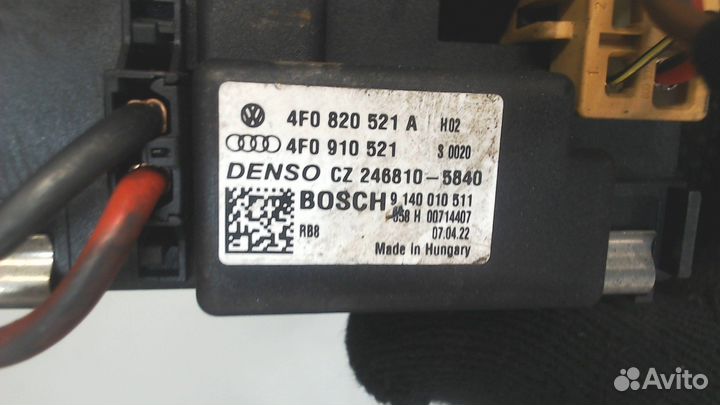 4F0 820 521 A H02
4F0 910 521 S 0020
DENSO CZ 246810-5840
BOSCH 9 140 010 511
658 H 00714407
RB8 07.04.22
Made in Hungary
Avito